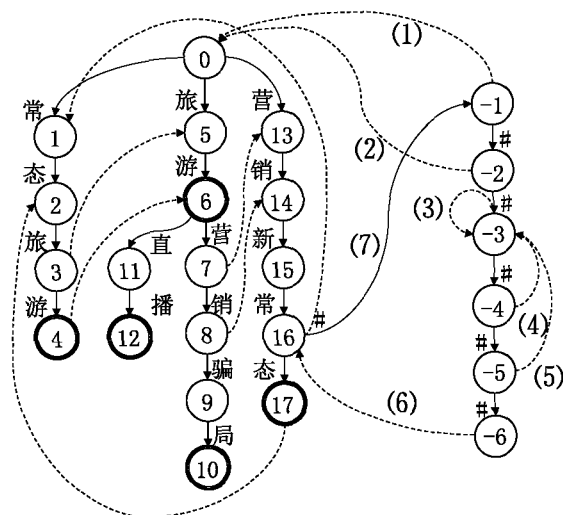 (1)
0
常 旅 营
-1
1 5 13
#
(2)
态 游 销
-2
#
(3)
2 6 14
-3
旅 直 营 新
(7)
3 11 7 15
#
-4
(4)
游 播 销 常
4 12 8 16 #
#
-5
(5)
骗 态
#
9 17
(6)
-6
局
10